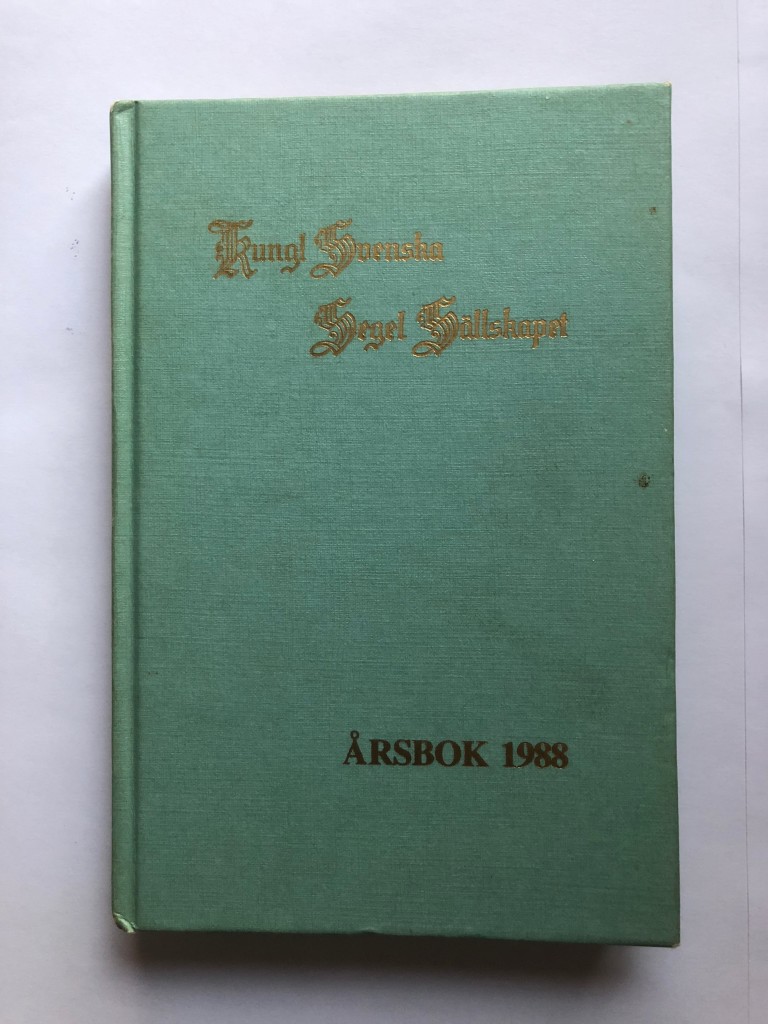 Kungl Svenska
Segel Sällskapet
ÅRSBOK 1988